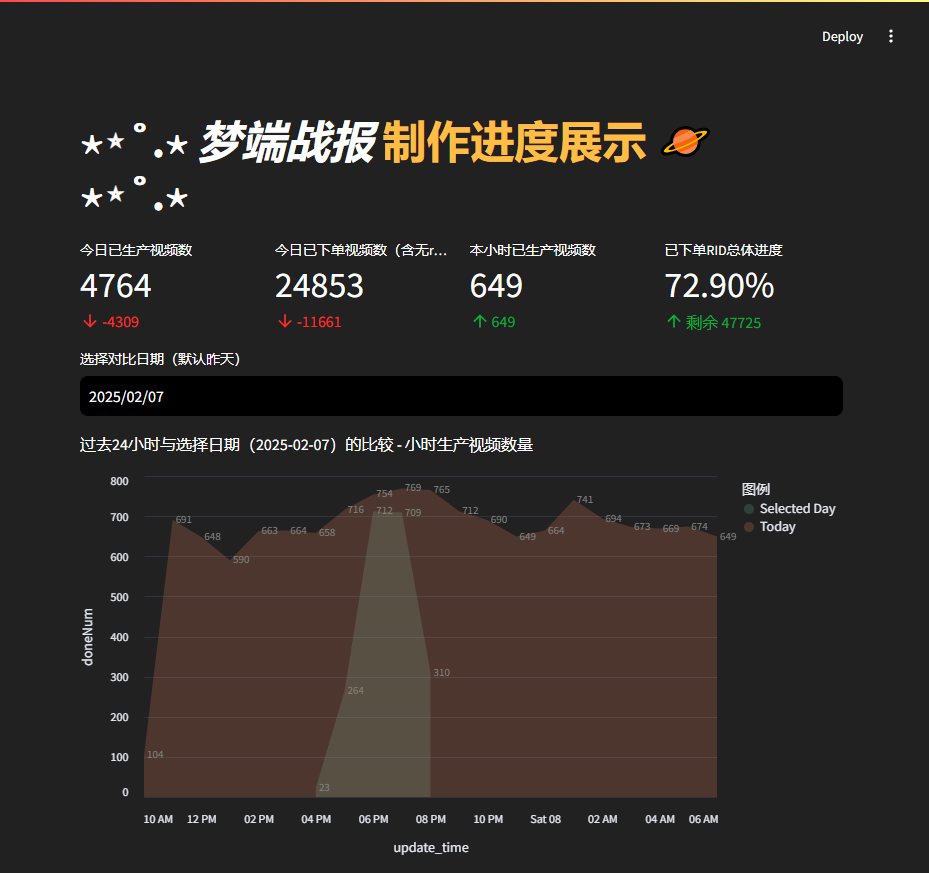 Deploy
⋆⋆˚.⋆ 梦端战报 制作进度展示 🪐
⋆⋆˚.⋆
今日已生产视频数
4764
↓ -4309
今日已下单视频数（含无r...
24853
↓ -11661
本小时已生产视频数
649
↑ 649
已下单RID总体进度
72.90%
↑ 剩余 47725
选择对比日期（默认昨天）
2025/02/07
过去24小时与选择日期（2025-02-07）的比较 - 小时生产视频数量
800
700
600
500
400
300
200
100
0
doneNum
104
691
648
590
663
664
658
716
754
769
765
712
690
649
664
741
694
673
669
674
649
23
264
712
709
310
10 AM
12 PM
02 PM
04 PM
06 PM
08 PM
10 PM
Sat 08
02 AM
04 AM
06 AM
update_time
图例
Selected Day
Today